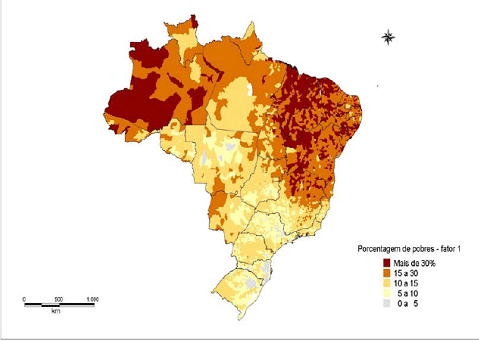 Porcentagem de pobres - fator 1
Mais de 30%
15 a 30
10 a 15
5 a 10
0 a 5
0 500 1.000
km